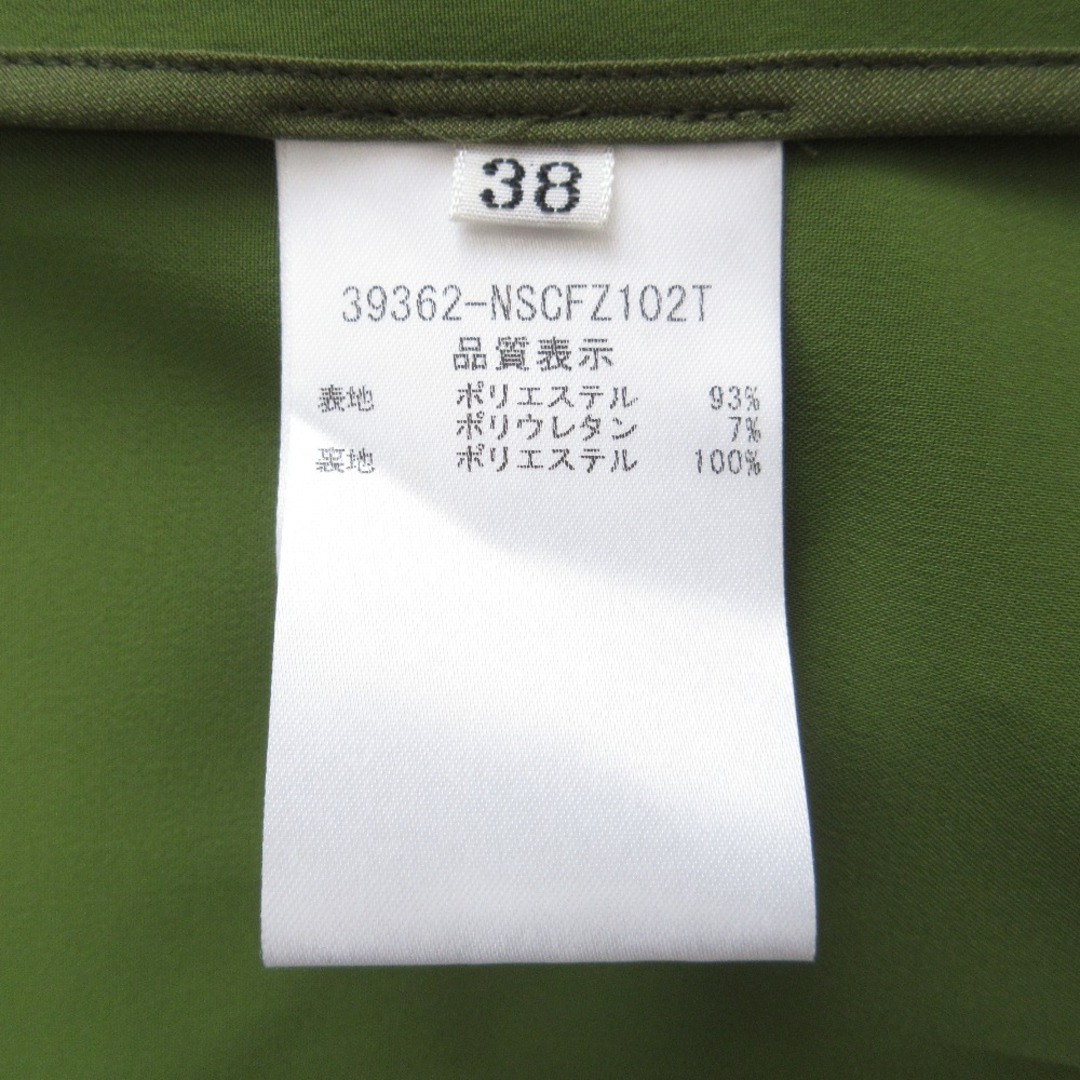 38
39362-NSCFZ102T
品質表示
表地 ポリエステル 93%
ポリウレタン 7%
裏地 ポリエステル 100%